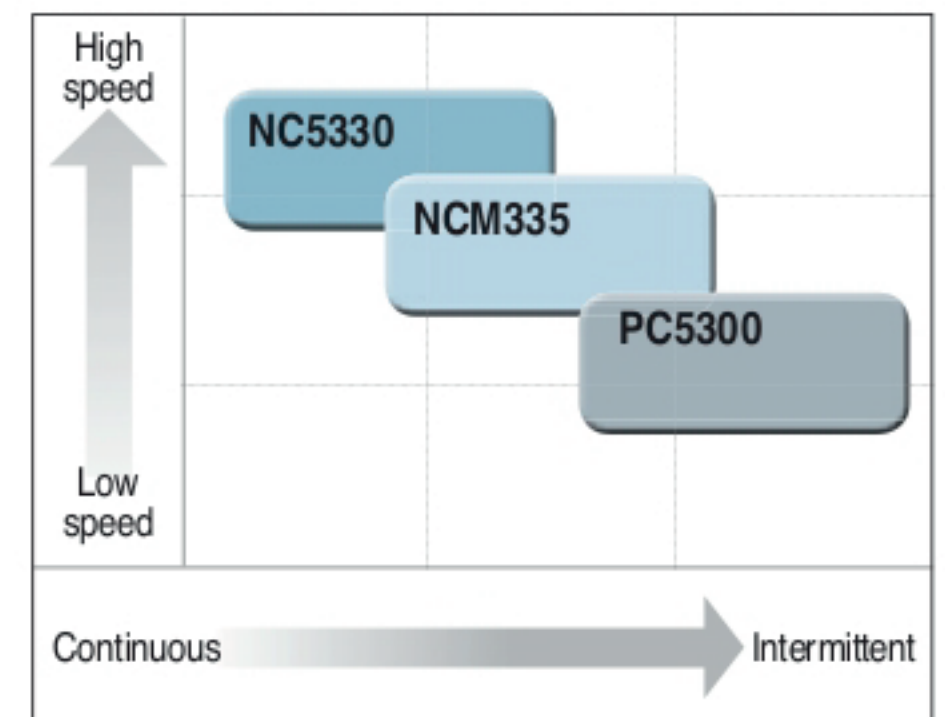 High
speed
NC5330
NCM335
PC5300
Low
speed
Continuous
Intermittent